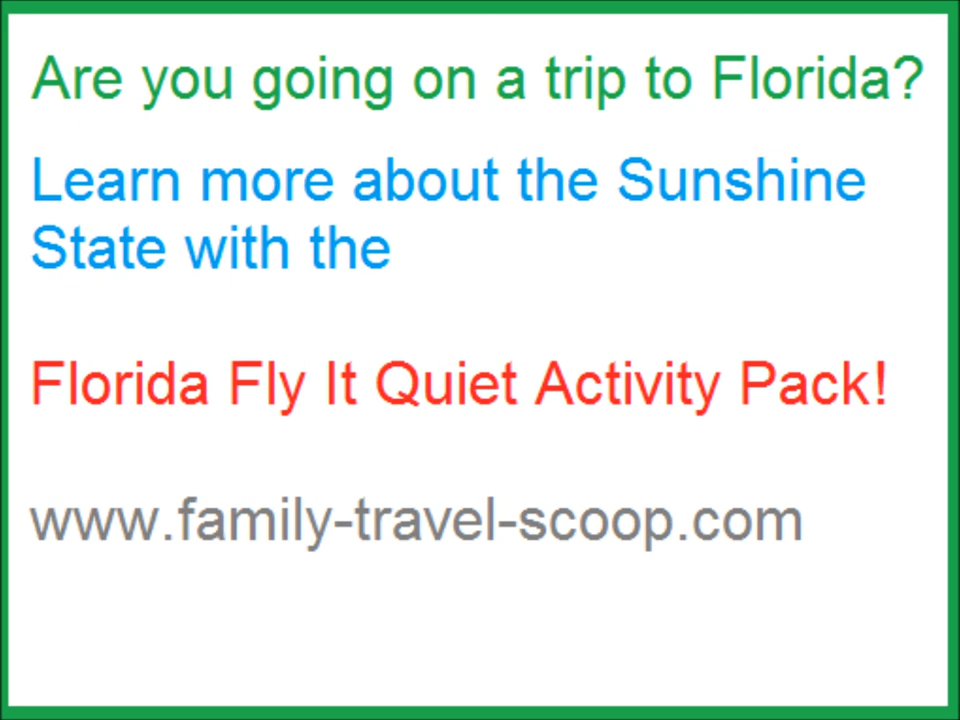 Are you going on a trip to Florida?
Learn more about the Sunshine
State with the
Florida Fly It Quiet Activity Pack!
www.family-travel-scoop.com